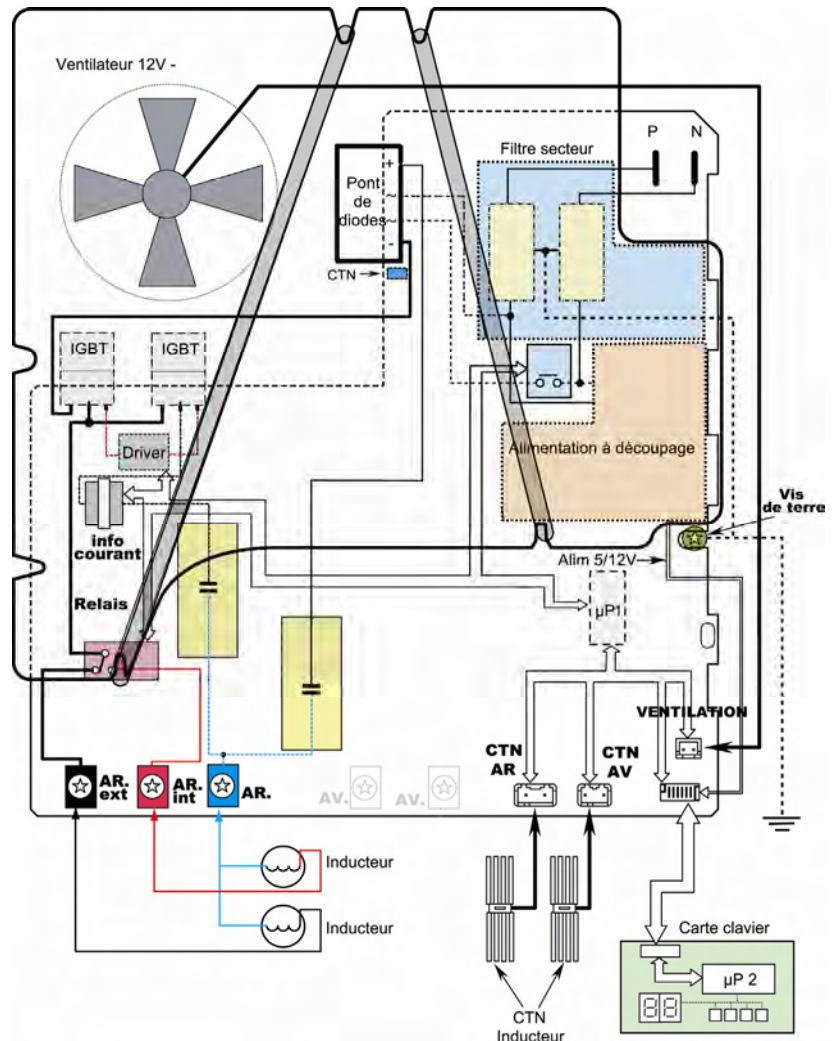 Ventilateur 12V -
P
N
Filtre secteur
+
Pont
de
diodes
~
~
-
CTN
IGBT
IGBT
Driver
Alimentation à découpage
info
courant
Vis
de terre
Alim 5/12V
Relais
µP1
VENTILATION
CTN
AR
CTN
AV
AR.
ext
AR.
int
AR.
AV.
AV.
Inducteur
Inducteur
Carte clavier
µP 2
88
CTN
Inducteur